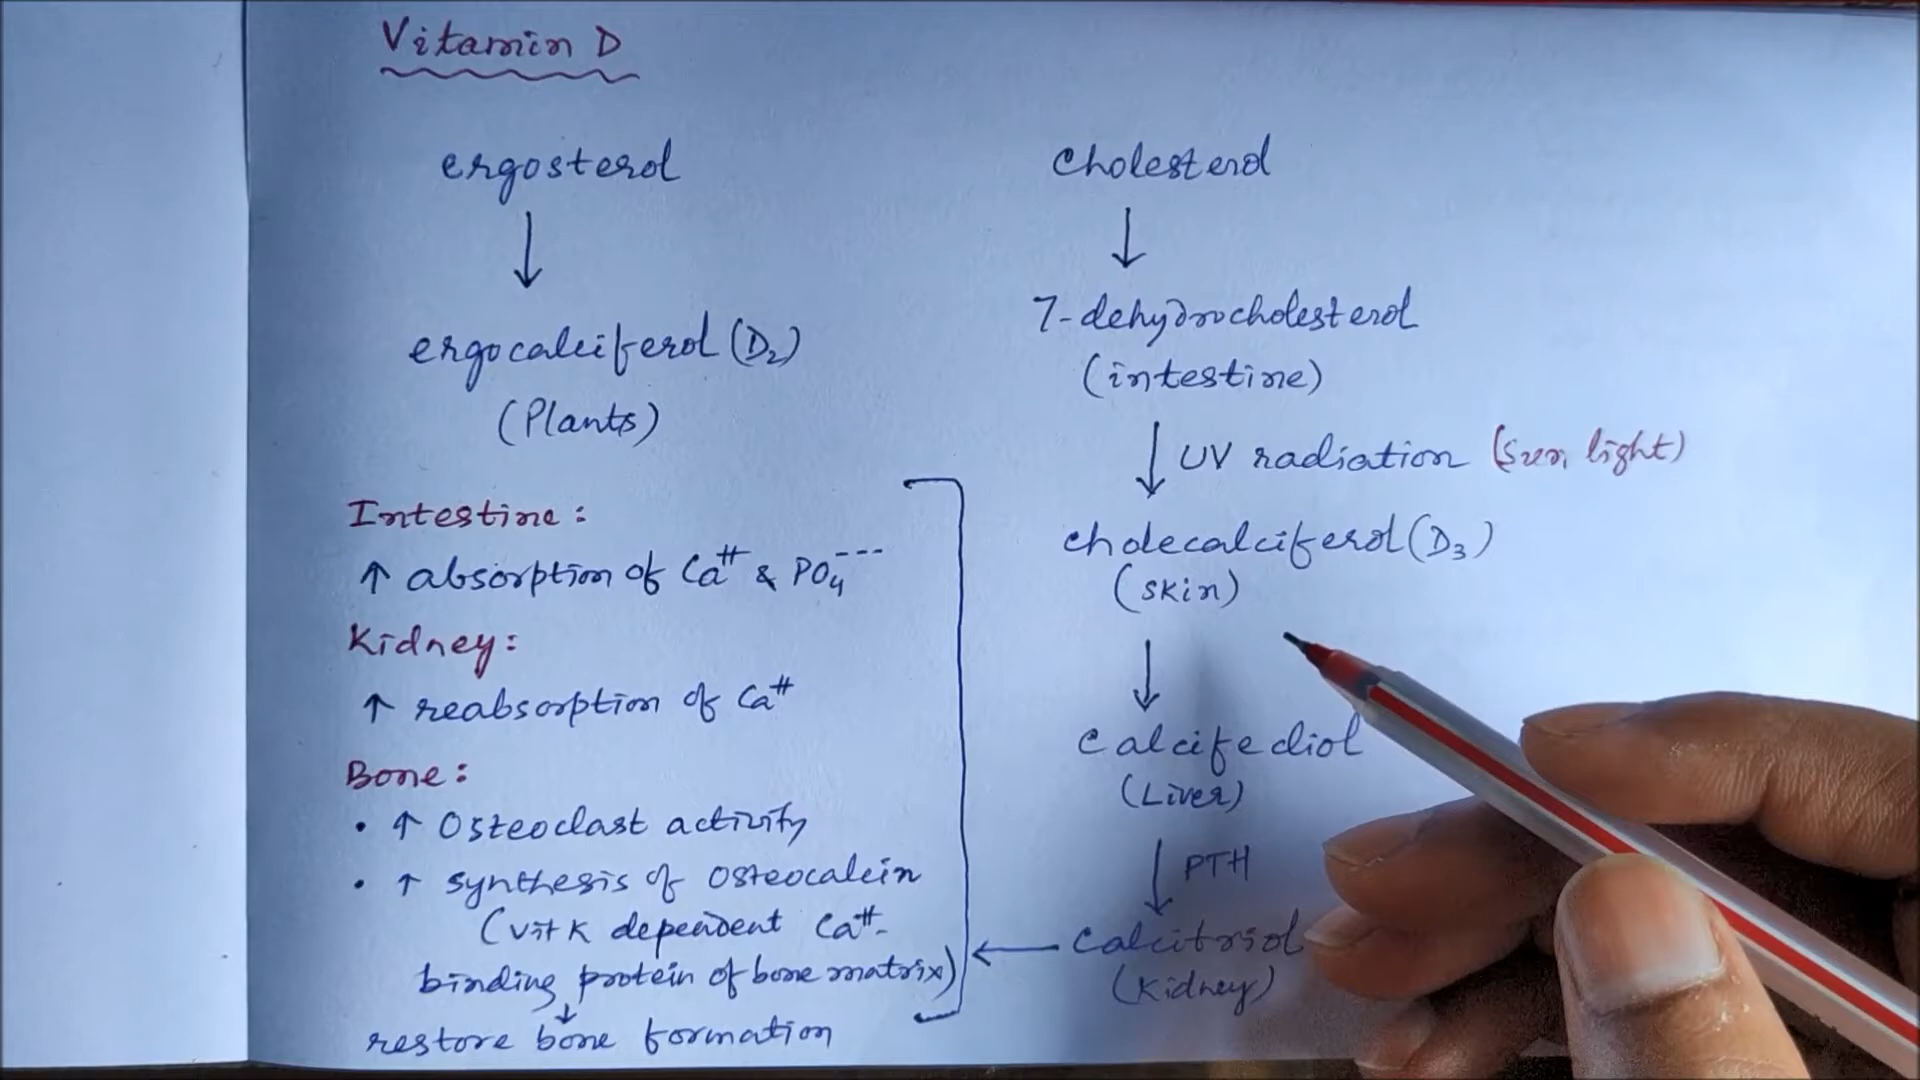 Vitamin D
ergosterol
↓
ergocalciferol (D₂)
(Plants)
Intestine:
↑ absorption of Ca⁺⁺ & PO₄⁻⁻⁻
Kidney:
↑ reabsorption of Ca⁺⁺
Bone:
• ↑ Osteoclast activity
• ↑ synthesis of Osteocalcin
(vit K dependent Ca⁺⁺-
binding protein of bone matrix)
↓
restore bone formation
Cholesterol
↓
7-dehydrocholesterol
(intestine)
↓ UV radiation (Sun light)
cholecalciferol (D₃)
(skin)
↓
Calcifediol
(Liver)
↓ PTH
← Calcitriol
(Kidney)